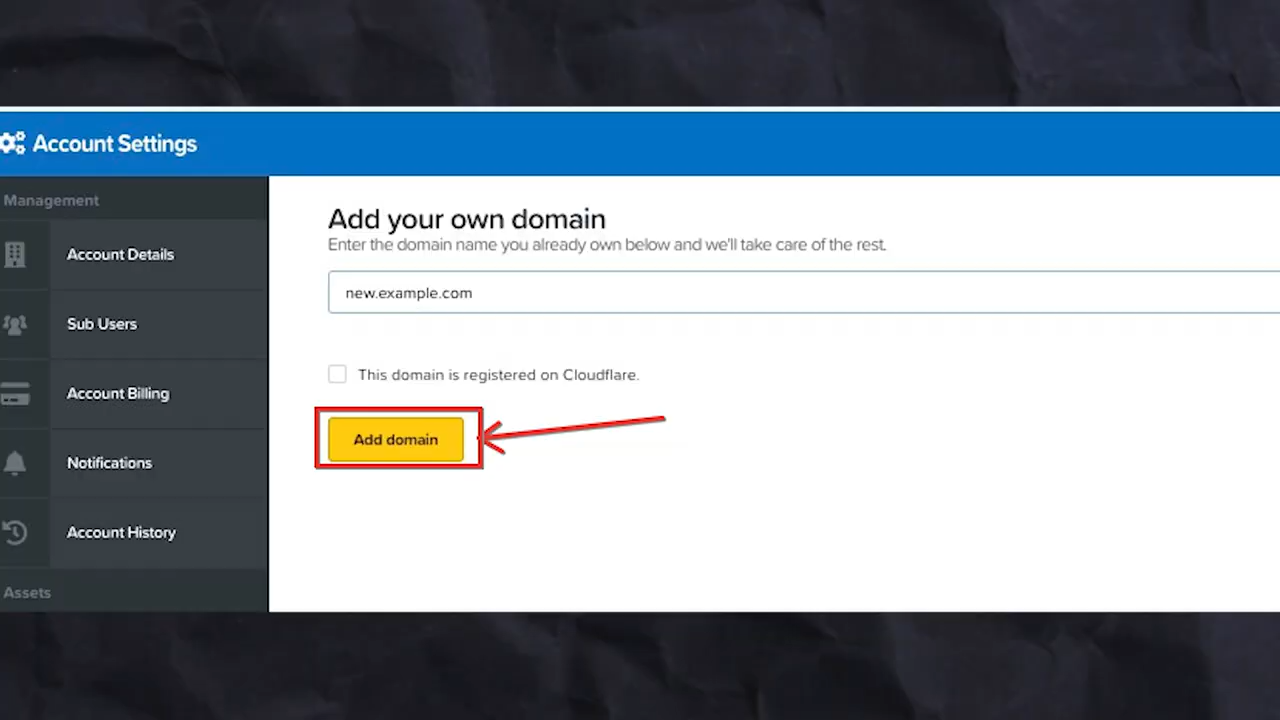 Account Settings
Management
Account Details
Sub Users
Account Billing
Notifications
Account History
Assets
Add your own domain
Enter the domain name you already own below and we'll take care of the rest.
new.example.com
This domain is registered on Cloudflare.
Add domain